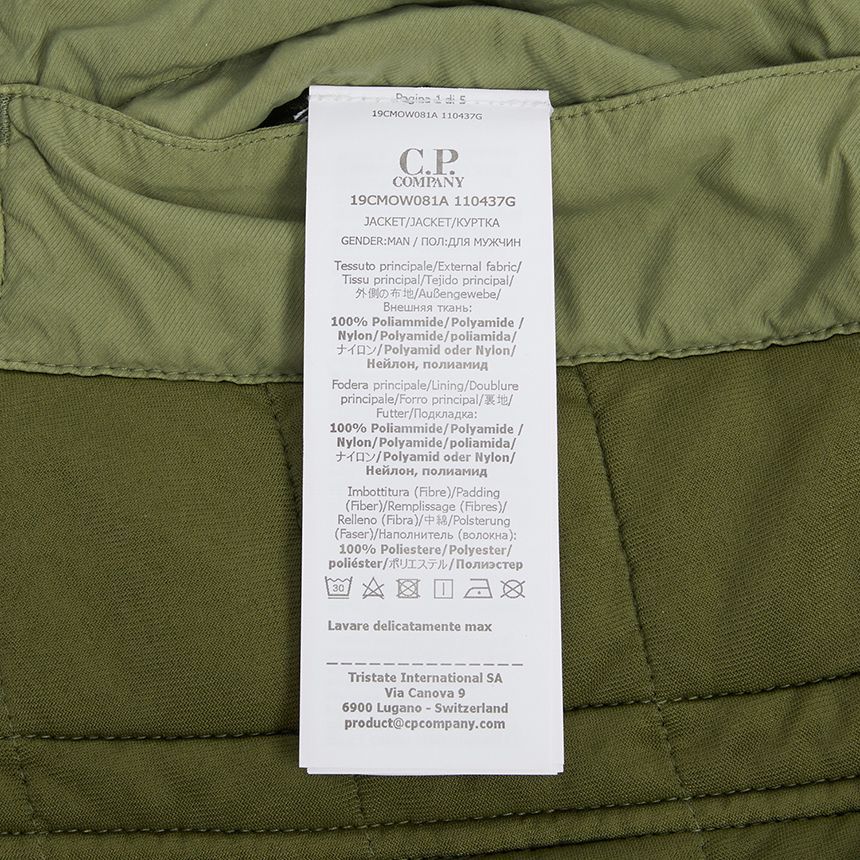 Pagina 1 di 5
19CMOW081A 110437G
C.P.
COMPANY
19CMOW081A 110437G
JACKET/JACKET/КУРТКА
GENDER:MAN / ПОЛ:ДЛЯ МУЖЧИН
Tessuto principale/External fabric/
Tissu principal/Tejido principal/
外側の布地/Außengewebe/
Внешняя ткань:
100% Poliammide/Polyamide /
Nylon/Polyamide/poliamida/
ナイロン/Polyamid oder Nylon/
Нейлон, полиамид
Fodera principale/Lining/Doublure
principale/Forro principal/裏地/
Futter/Подкладка:
100% Poliammide/Polyamide /
Nylon/Polyamide/poliamida/
ナイロン/Polyamid oder Nylon/
Нейлон, полиамид
Imbottitura (Fibre)/Padding
(Fiber)/Remplissage (Fibres)/
Relleno (Fibra)/中綿/Polsterung
(Faser)/Наполнитель (волокна):
100% Poliestere/Polyester/
poliéster/ポリエステル/Полиэстер
30
Lavare delicatamente max
Tristate International SA
Via Canova 9
6900 Lugano - Switzerland
product@cpcompany.com